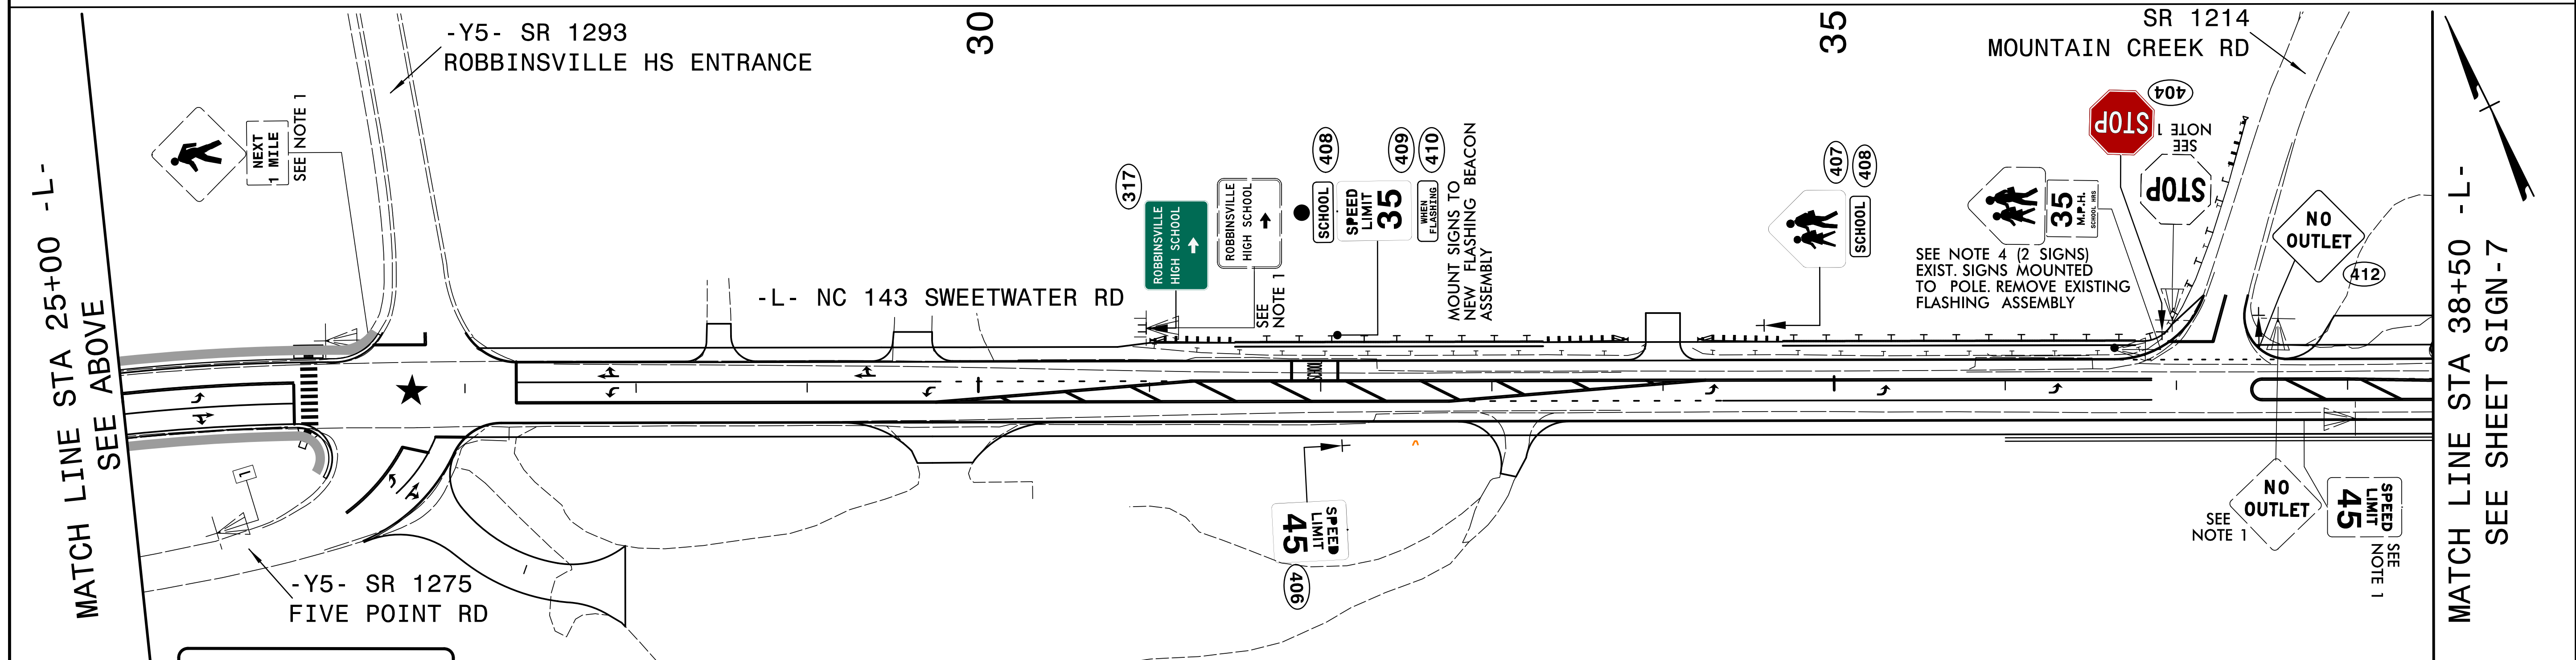 MATCH LINE STA 25+00 -L-
SEE ABOVE
-Y5- SR 1293
ROBBINSVILLE HS ENTRANCE
NEXT
1 MILE
SEE NOTE 1
30
-L- NC 143 SWEETWATER RD
317
ROBBINSVILLE
HIGH SCHOOL
ROBBINSVILLE
HIGH SCHOOL
SEE
NOTE 1
408
SCHOOL
409
SPEED
LIMIT
35
410
WHEN
FLASHING
MOUNT SIGNS TO
NEW FLASHING BEACON
ASSEMBLY
35
407
408
SCHOOL
SR 1214
MOUNTAIN CREEK RD
404
STOP
SEE
NOTE 1
STOP
35
M.P.H.
SCHOOL HRS
SEE NOTE 4 (2 SIGNS)
EXIST. SIGNS MOUNTED
TO POLE. REMOVE EXISTING
FLASHING ASSEMBLY
NO
OUTLET
412
1
-Y5- SR 1275
FIVE POINT RD
SPEED
LIMIT
45
406
NO
OUTLET
SEE
NOTE 1
SPEED
LIMIT
45
SEE
NOTE 1
MATCH LINE STA 38+50 -L-
SEE SHEET SIGN-7